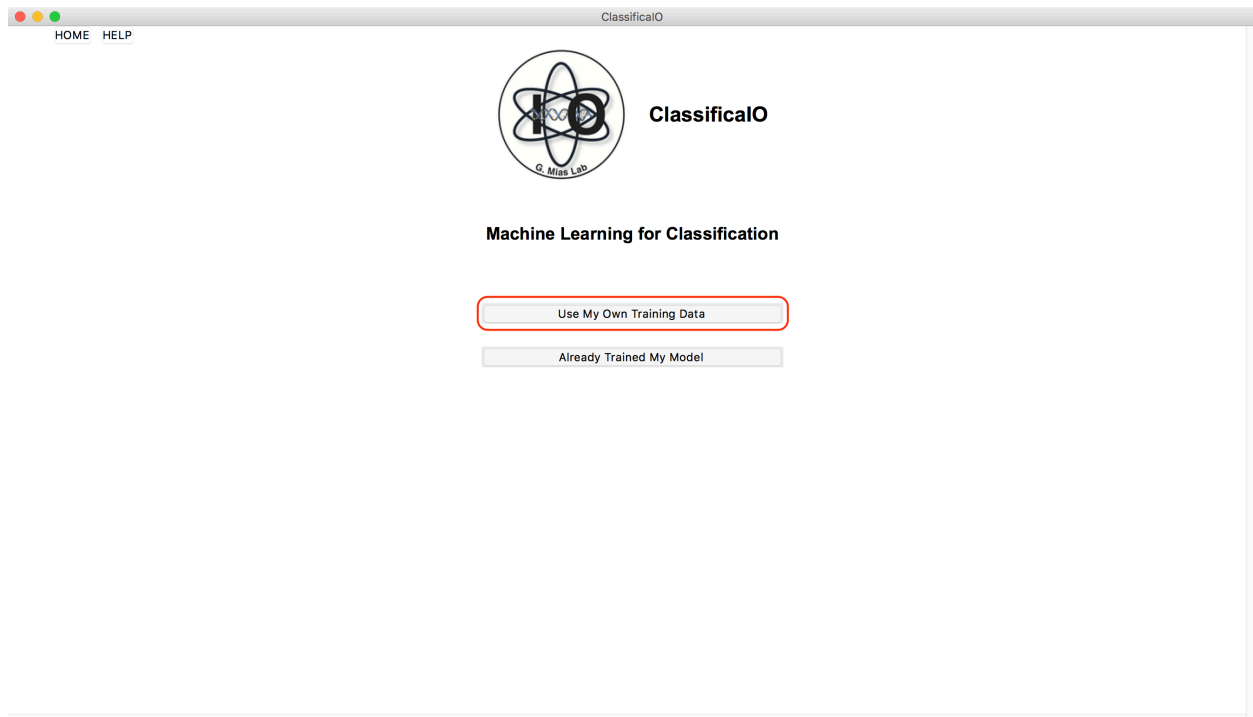 ClassificaIO
HOME HELP
IO
G. Mias Lab
ClassificaIO
Machine Learning for Classification
Use My Own Training Data
Already Trained My Model